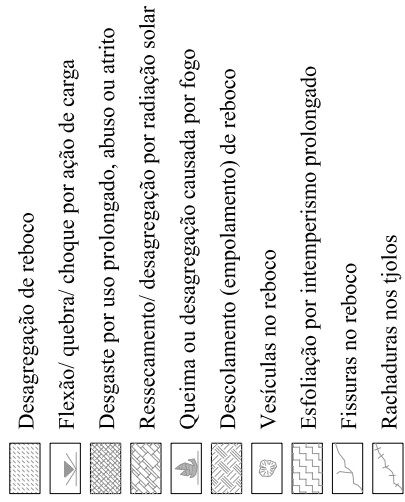 Desagregação de reboco
Flexão/ quebra/ choque por ação de carga
Desgaste por uso prolongado, abuso ou atrito
Ressecamento/ desagregação por radiação solar
Queima ou desagregação causada por fogo
Descolamento (empolamento) de reboco
Vesículas no reboco
Esfoliação por intemperismo prolongado
Fissuras no reboco
Rachaduras nos tjolos